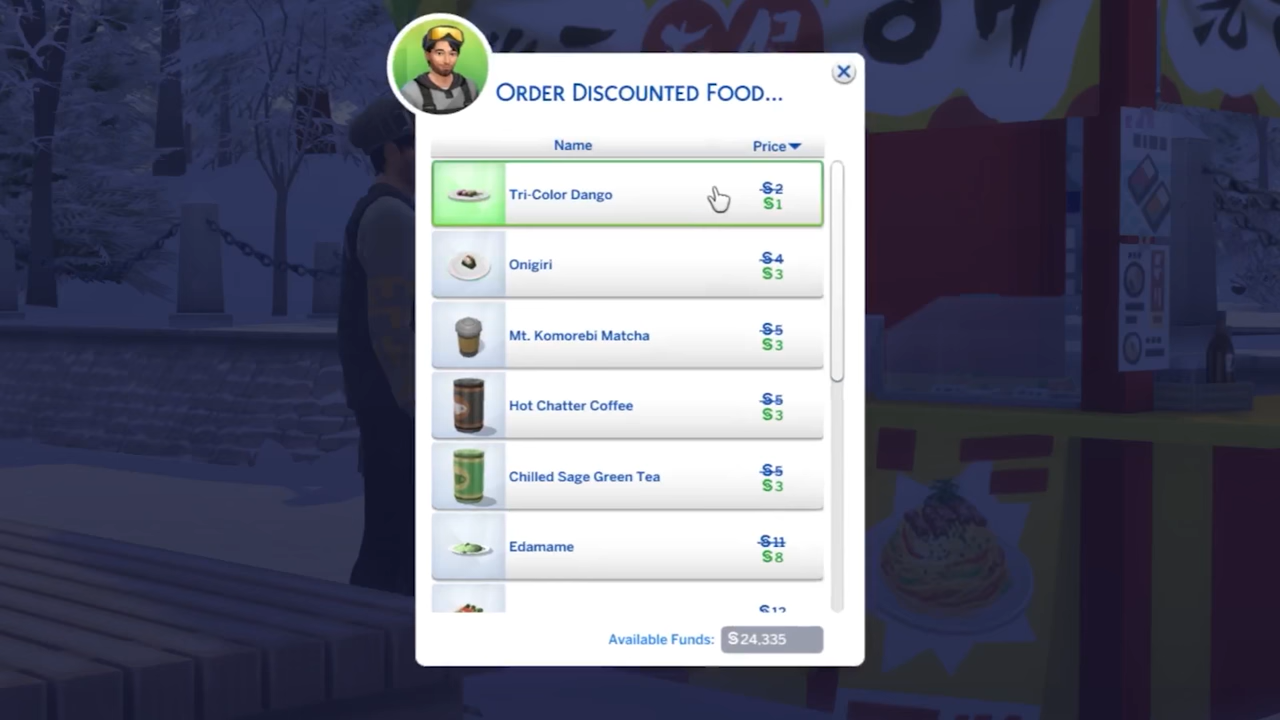 ORDER DISCOUNTED FOOD...
Name Price
Tri-Color Dango §2
§1
Onigiri §4
§3
Mt. Komorebi Matcha §5
§3
Hot Chatter Coffee §5
§3
Chilled Sage Green Tea §5
§3
Edamame §11
§8
§12
Available Funds: §24,335